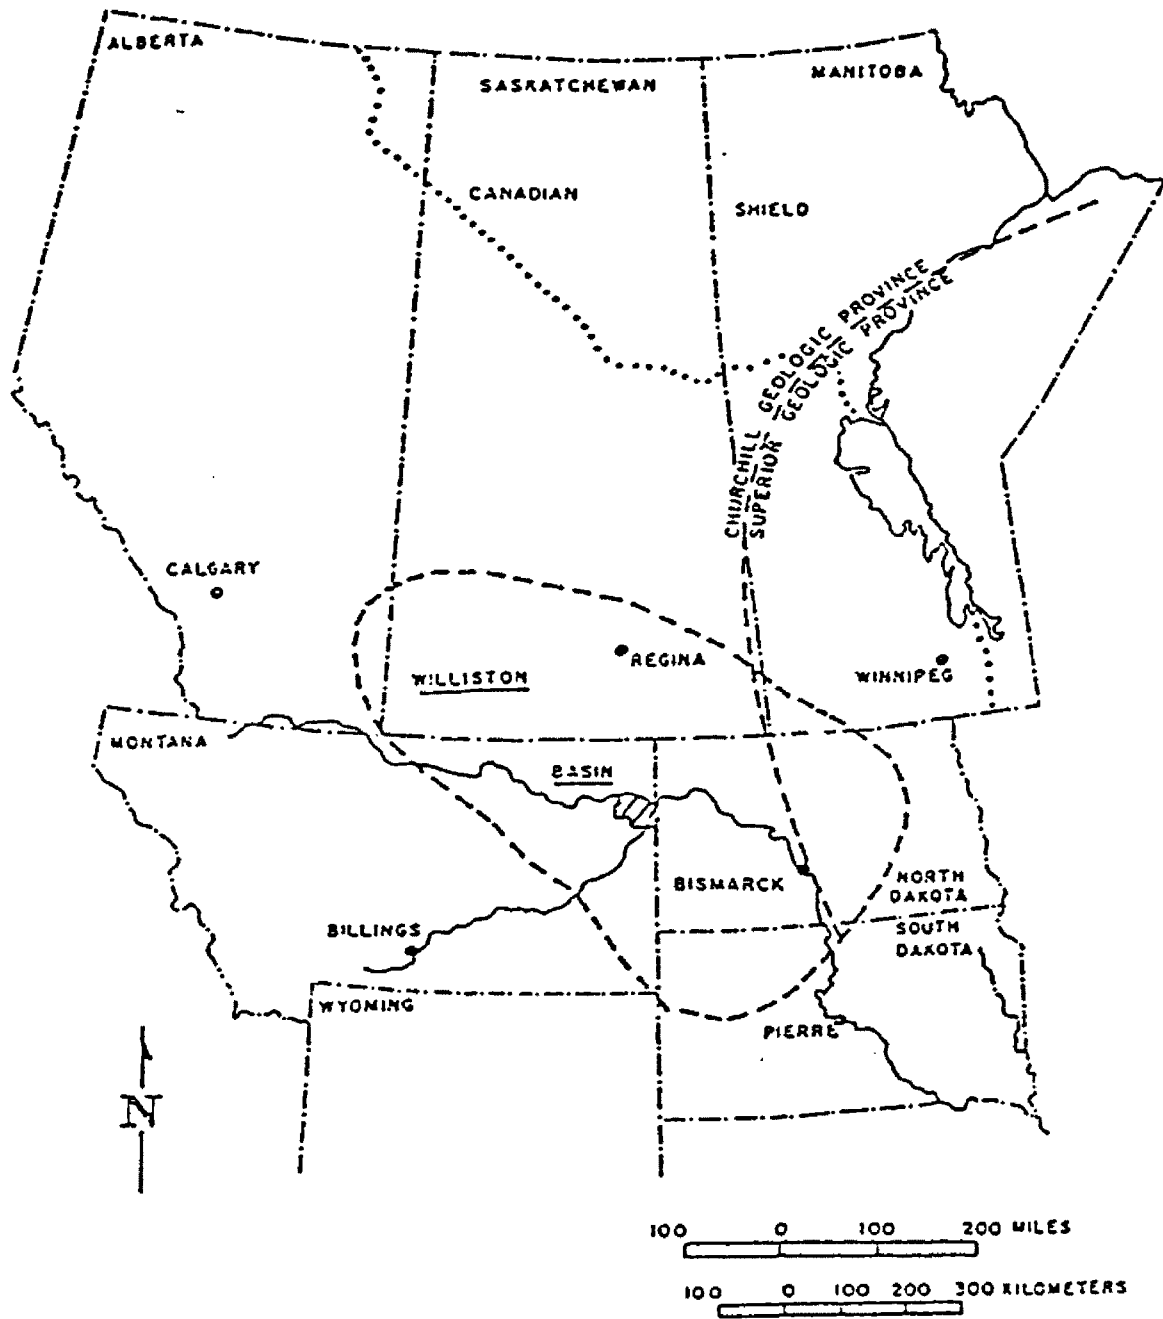 ALBERTA
SASKATCHEWAN
MANITOBA
CANADIAN
SHIELD
CHURCHILL GEOLOGIC PROVINCE
SUPERIOR GEOLOGIC PROVINCE
CALGARY
REGINA
WILLISTON
WINNIPEG
MONTANA
BASIN
BISMARCK
NORTH
DAKOTA
BILLINGS
SOUTH
DAKOTA
WYOMING
PIERRE
N
100 0 100 200 MILES
100 0 100 200 300 KILOMETERS